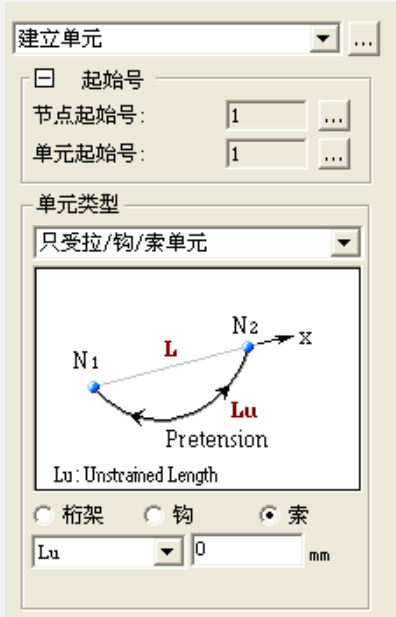 建立单元 ...
起始号
节点起始号: 1 ...
单元起始号: 1 ...
单元类型
只受拉/钩/索单元
N2
x
L
N1
Lu
Pretension
Lu: Unstrained Length
桁架 钩 索
Lu 0 mm